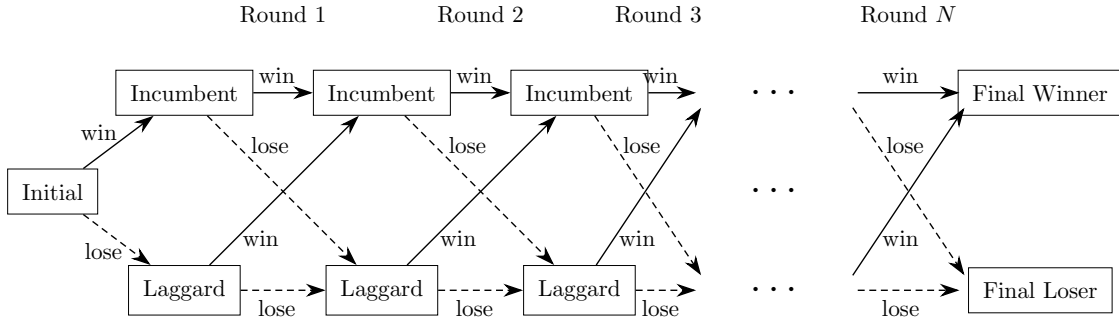 Round 1 Round 2 Round 3 Round N
win win win win
Incumbent Incumbent Incumbent . . . Final Winner
win lose lose lose lose
Initial . . .
lose win win win win
Laggard Laggard Laggard . . . Final Loser
lose lose lose lose